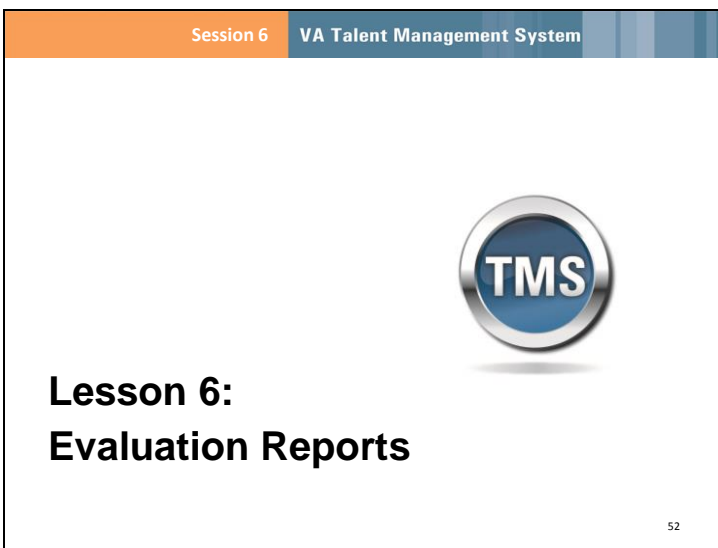 Session 6 VA Talent Management System
TMS
Lesson 6:
Evaluation Reports
52